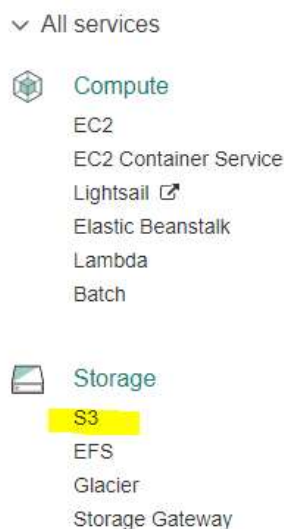 All services
Compute
EC2
EC2 Container Service
Lightsail
Elastic Beanstalk
Lambda
Batch
Storage
S3
EFS
Glacier
Storage Gateway